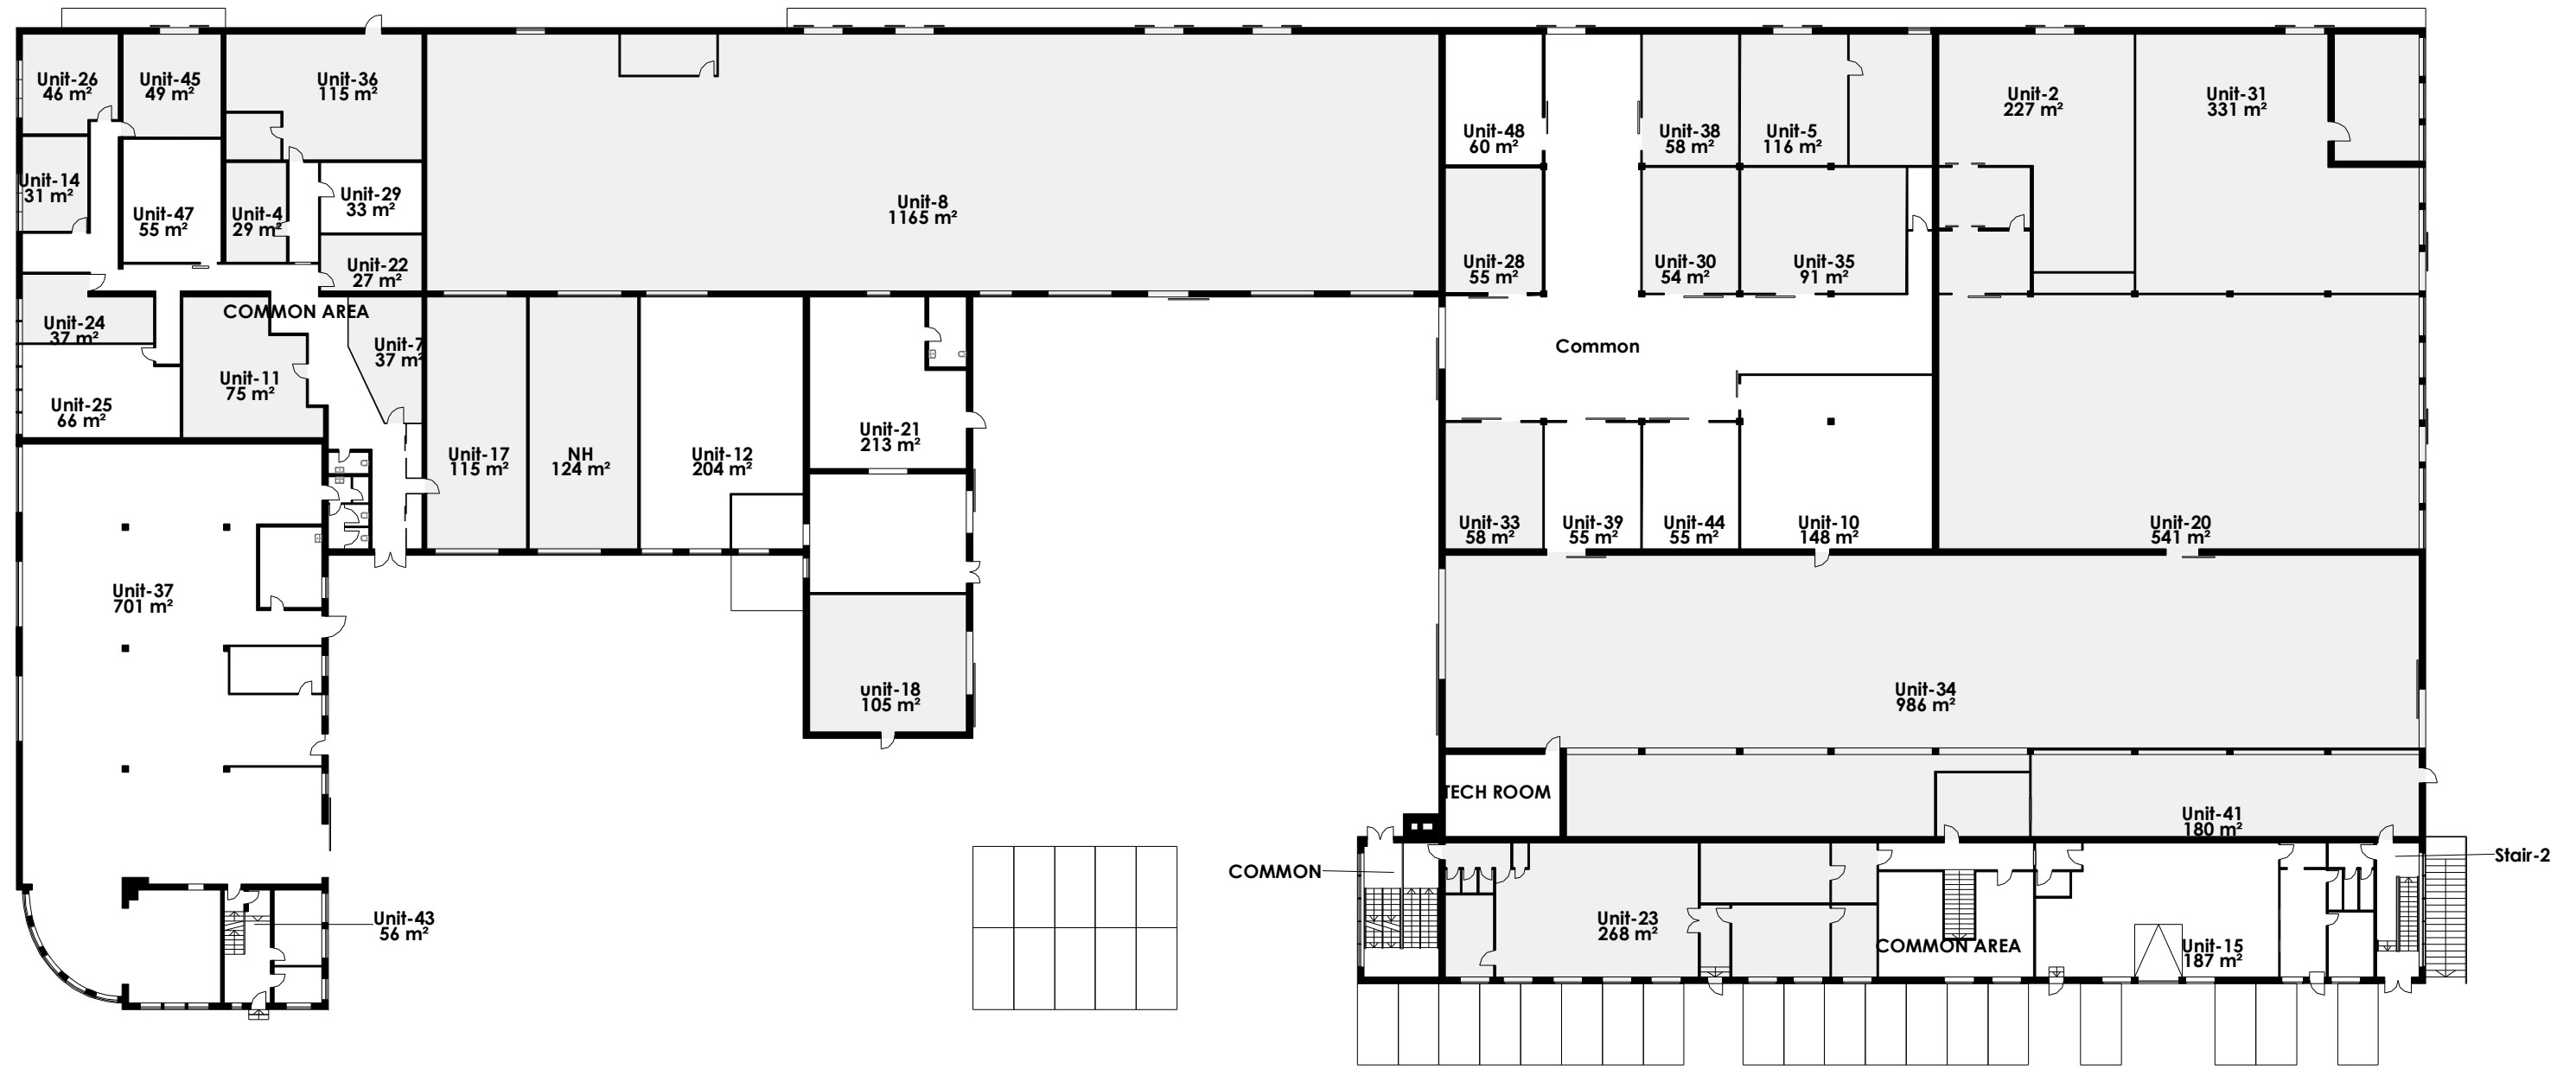 Unit-26
46 m²
Unit-45
49 m²
Unit-36
115 m²
Unit-14
31 m²
Unit-47
55 m²
Unit-4
29 m²
Unit-29
33 m²
Unit-22
27 m²
Unit-8
1165 m²
Unit-48
60 m²
Unit-38
58 m²
Unit-5
116 m²
Unit-2
227 m²
Unit-31
331 m²
Unit-28
55 m²
Unit-30
54 m²
Unit-35
91 m²
COMMON AREA
Unit-24
37 m²
Unit-7
37 m²
Unit-11
75 m²
Unit-25
66 m²
Common
Unit-17
115 m²
NH
124 m²
Unit-12
204 m²
Unit-21
213 m²
Unit-33
58 m²
Unit-39
55 m²
Unit-44
55 m²
Unit-10
148 m²
Unit-20
541 m²
Unit-37
701 m²
unit-18
105 m²
Unit-34
986 m²
TECH ROOM
Unit-41
180 m²
COMMON
Stair-2
Unit-43
56 m²
Unit-23
268 m²
COMMON AREA
Unit-15
187 m²